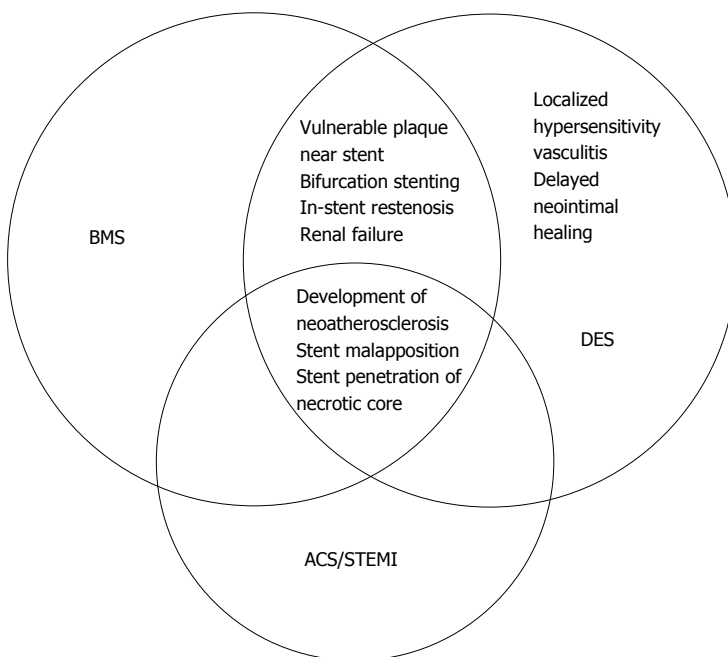 Localized
hypersensitivity
vasculitis
Delayed
neointimal
healing
Vulnerable plaque
near stent
Bifurcation stenting
In-stent restenosis
Renal failure
BMS
Development of
neoatherosclerosis
Stent malapposition
Stent penetration of
necrotic core
DES
ACS/STEMI